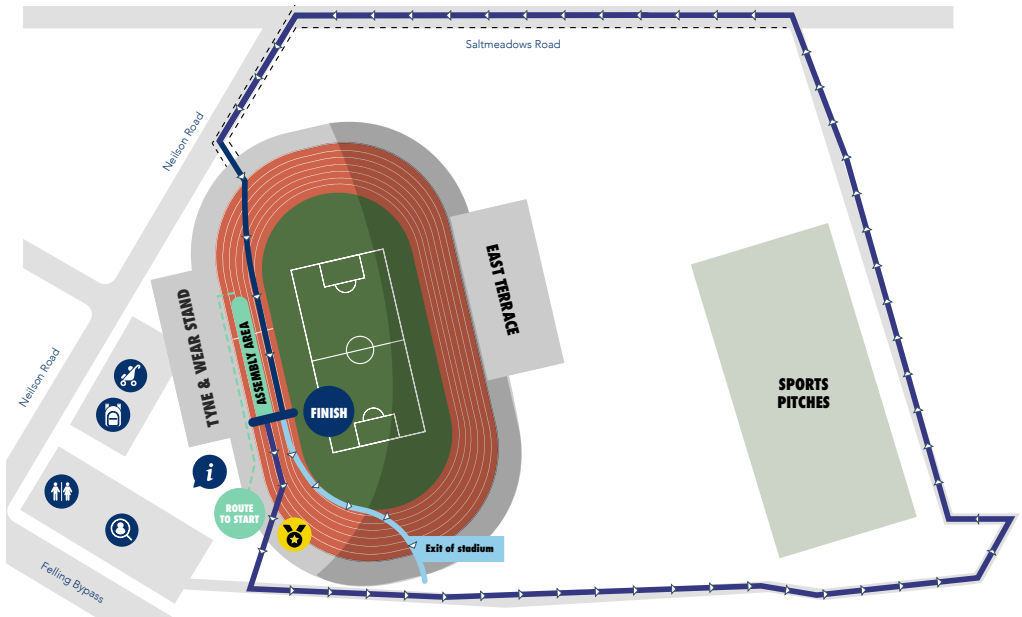 Saltmeadows Road
Neilson Road
EAST TERRACE
TYNE & WEAR STAND
ASSEMBLY AREA
Neilson Road
SPORTS
PITCHES
FINISH
i
ROUTE
TO START
Exit of stadium
Felling Bypass